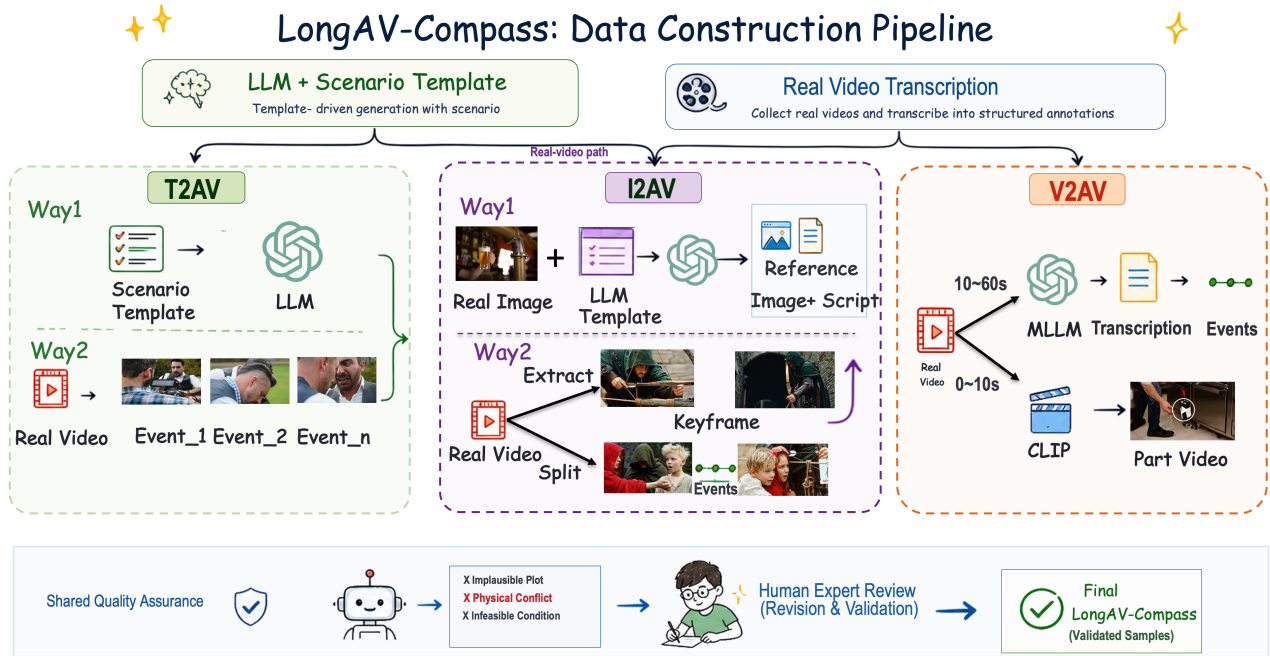 LongAV-Compass: Data Construction Pipeline
LLM + Scenario Template
Template- driven generation with scenario
Real Video Transcription
Collect real videos and transcribe into structured annotations
Real-video path
T2AV
Way1
Scenario
Template
LLM
Way2
Real Video
Event_1
Event_2
Event_n
I2AV
Way1
Real Image
+
LLM
Template
Reference
Image+ Script
Way2
Extract
Keyframe
Real Video
Split
Events
V2AV
10~60s
MLLM
Transcription
Events
Real
Video
0~10s
CLIP
Part Video
Shared Quality Assurance
X Implausible Plot
X Physical Conflict
X Infeasible Condition
Human Expert Review
(Revision & Validation)
Final
LongAV-Compass
(Validated Samples)